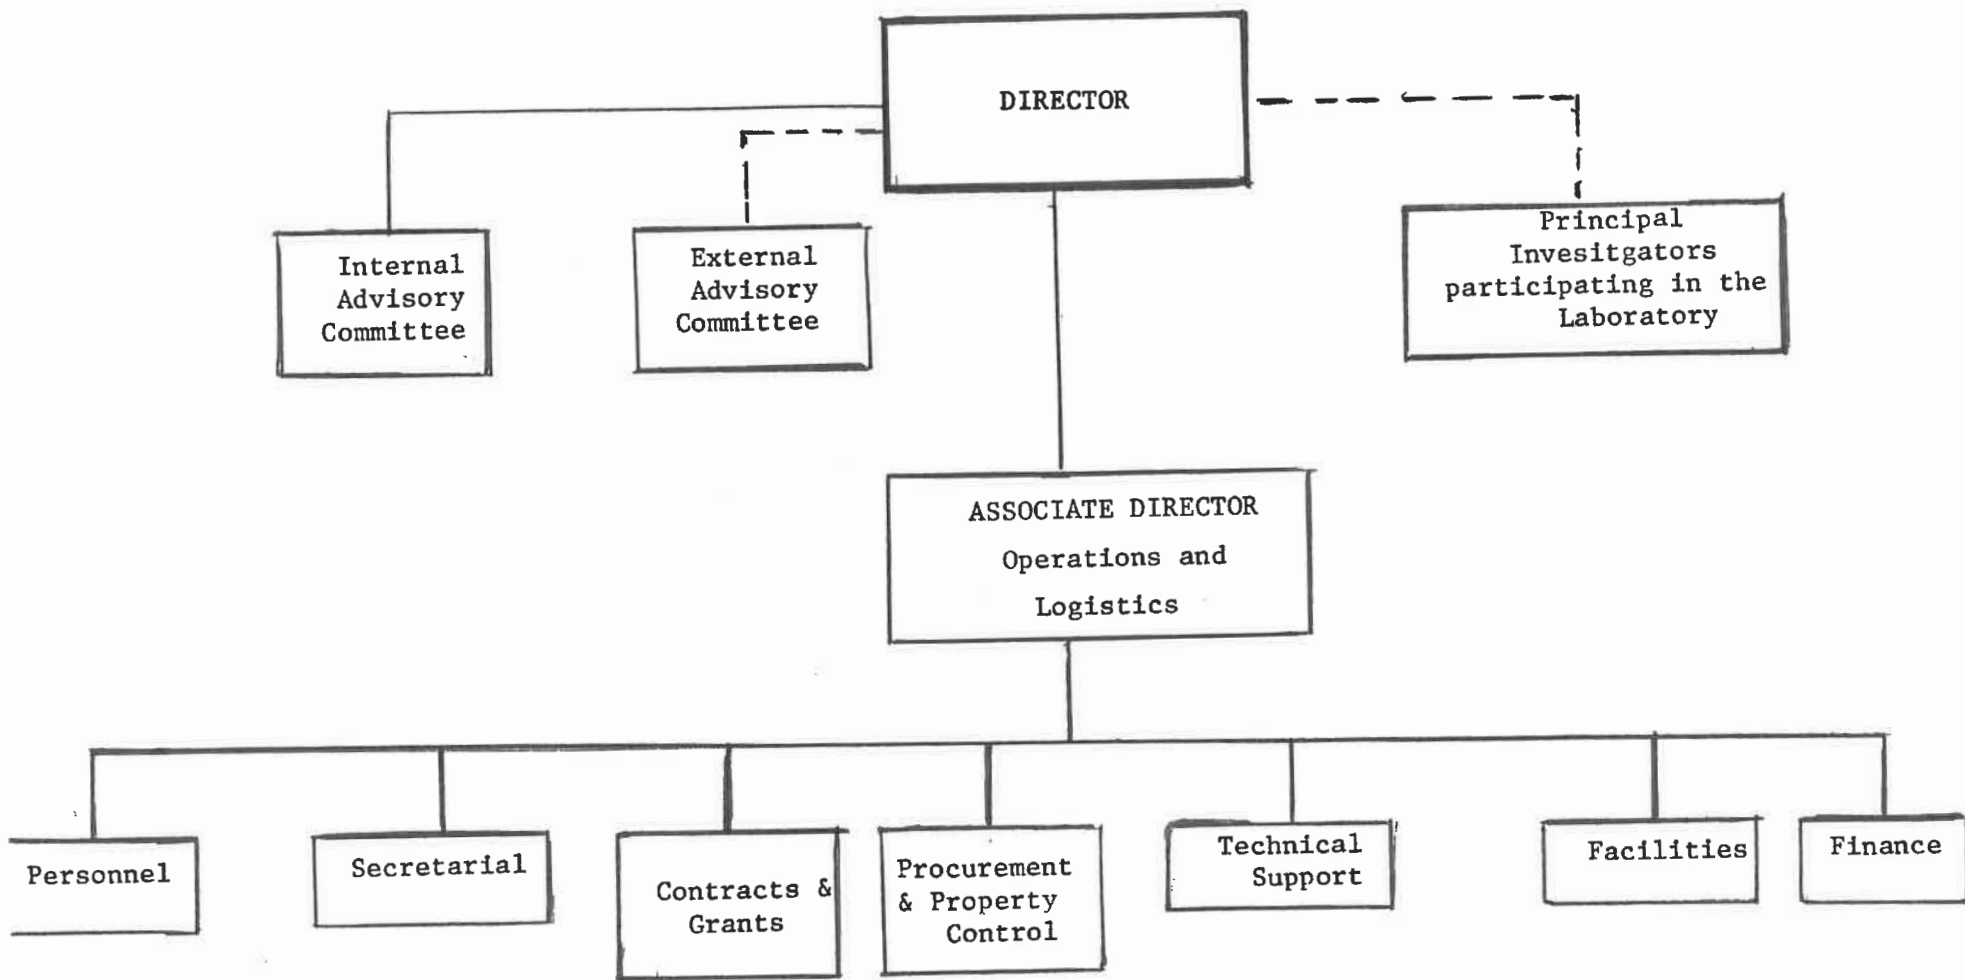 DIRECTOR
Internal
Advisory
Committee
External
Advisory
Committee
Principal
Invesitgators
participating in the
Laboratory
ASSOCIATE DIRECTOR
Operations and
Logistics
Personnel
Secretarial
Contracts &
Grants
Procurement
& Property
Control
Technical
Support
Facilities
Finance